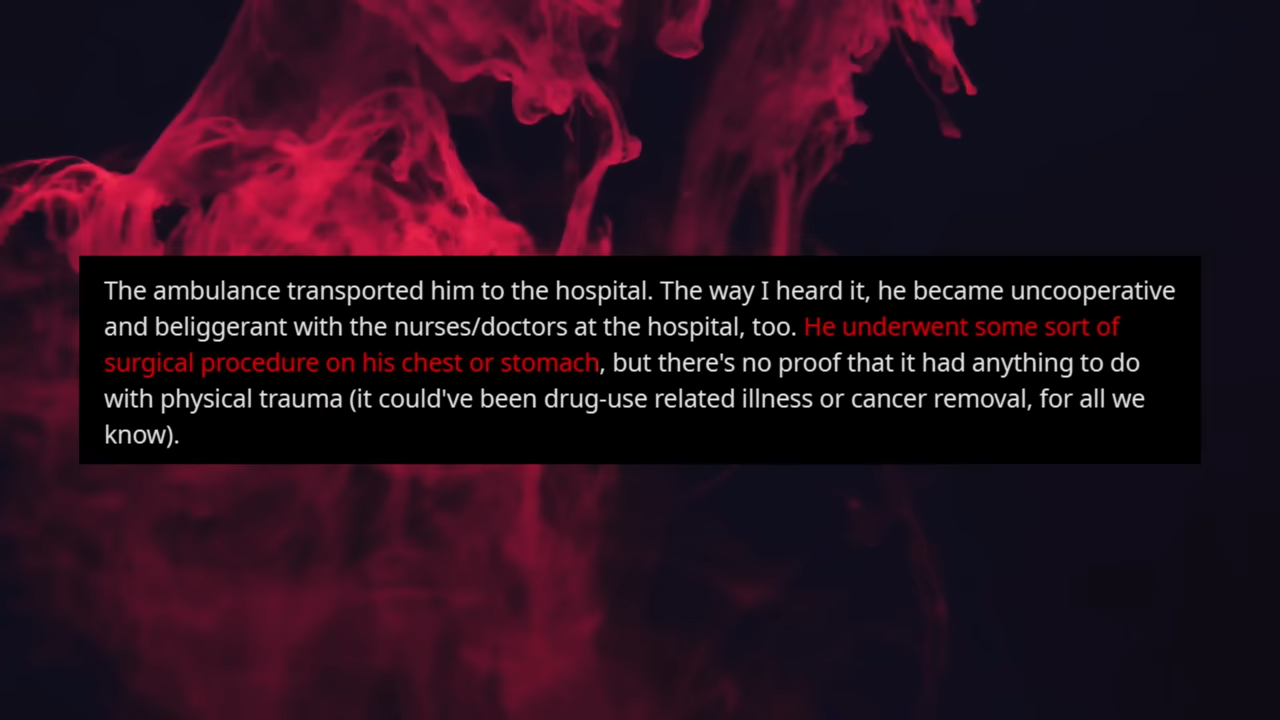 The ambulance transported him to the hospital. The way I heard it, he became uncooperative
and beliggerant with the nurses/doctors at the hospital, too. He underwent some sort of
surgical procedure on his chest or stomach, but there's no proof that it had anything to do
with physical trauma (it could've been drug-use related illness or cancer removal, for all we
know).